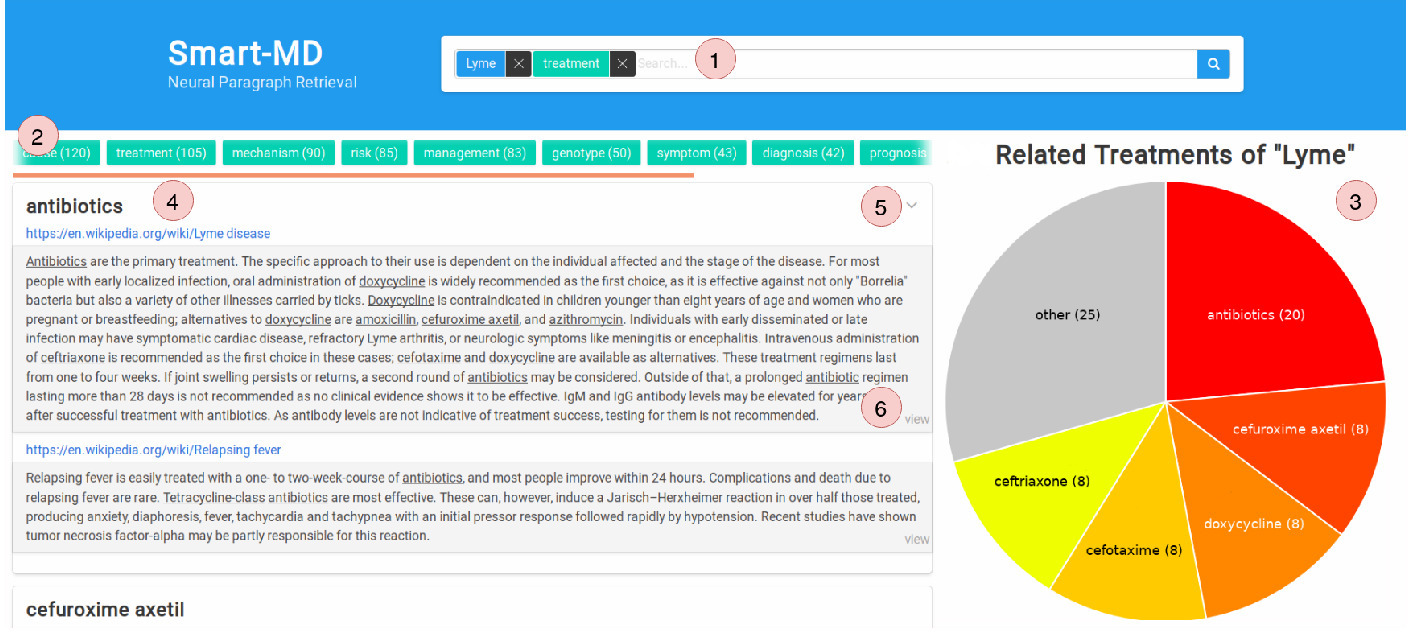 Smart-MD
Neural Paragraph Retrieval
Lyme
treatment
Search...
1
2
(120)
treatment (105)
mechanism (90)
risk (85)
management (83)
genotype (50)
symptom (43)
diagnosis (42)
prognosis
Related Treatments of "Lyme"
3
antibiotics
4
5
https://en.wikipedia.org/wiki/Lyme disease
Antibiotics are the primary treatment. The specific approach to their use is dependent on the individual affected and the stage of the disease. For most
people with early localized infection, oral administration of doxycycline is widely recommended as the first choice, as it is effective against not only "Borrelia"
bacteria but also a variety of other illnesses carried by ticks. Doxycycline is contraindicated in children younger than eight years of age and women who are
pregnant or breastfeeding; alternatives to doxycycline are amoxicillin, cefuroxime axetil, and azithromycin. Individuals with early disseminated or late
infection may have symptomatic cardiac disease, refractory Lyme arthritis, or neurologic symptoms like meningitis or encephalitis. Intravenous administration
of ceftriaxone is recommended as the first choice in these cases; cefotaxime and doxycycline are available as alternatives. These treatment regimens last
from one to four weeks. If joint swelling persists or returns, a second round of antibiotics may be considered. Outside of that, a prolonged antibiotic regimen
lasting more than 28 days is not recommended as no clinical evidence shows it to be effective. IgM and IgG antibody levels may be elevated for year
after successful treatment with antibiotics. As antibody levels are not indicative of treatment success, testing for them is not recommended.
6
view
https://en.wikipedia.org/wiki/Relapsing fever
Relapsing fever is easily treated with a one- to two-week-course of antibiotics, and most people improve within 24 hours. Complications and death due to
relapsing fever are rare. Tetracycline-class antibiotics are most effective. These can, however, induce a Jarisch–Herxheimer reaction in over half those treated,
producing anxiety, diaphoresis, fever, tachycardia and tachypnea with an initial pressor response followed rapidly by hypotension. Recent studies have shown
tumor necrosis factor-alpha may be partly responsible for this reaction.
view
cefuroxime axetil
other (25)
antibiotics (20)
cefuroxime axetil (8)
ceftriaxone (8)
doxycycline (8)
cefotaxime (8)